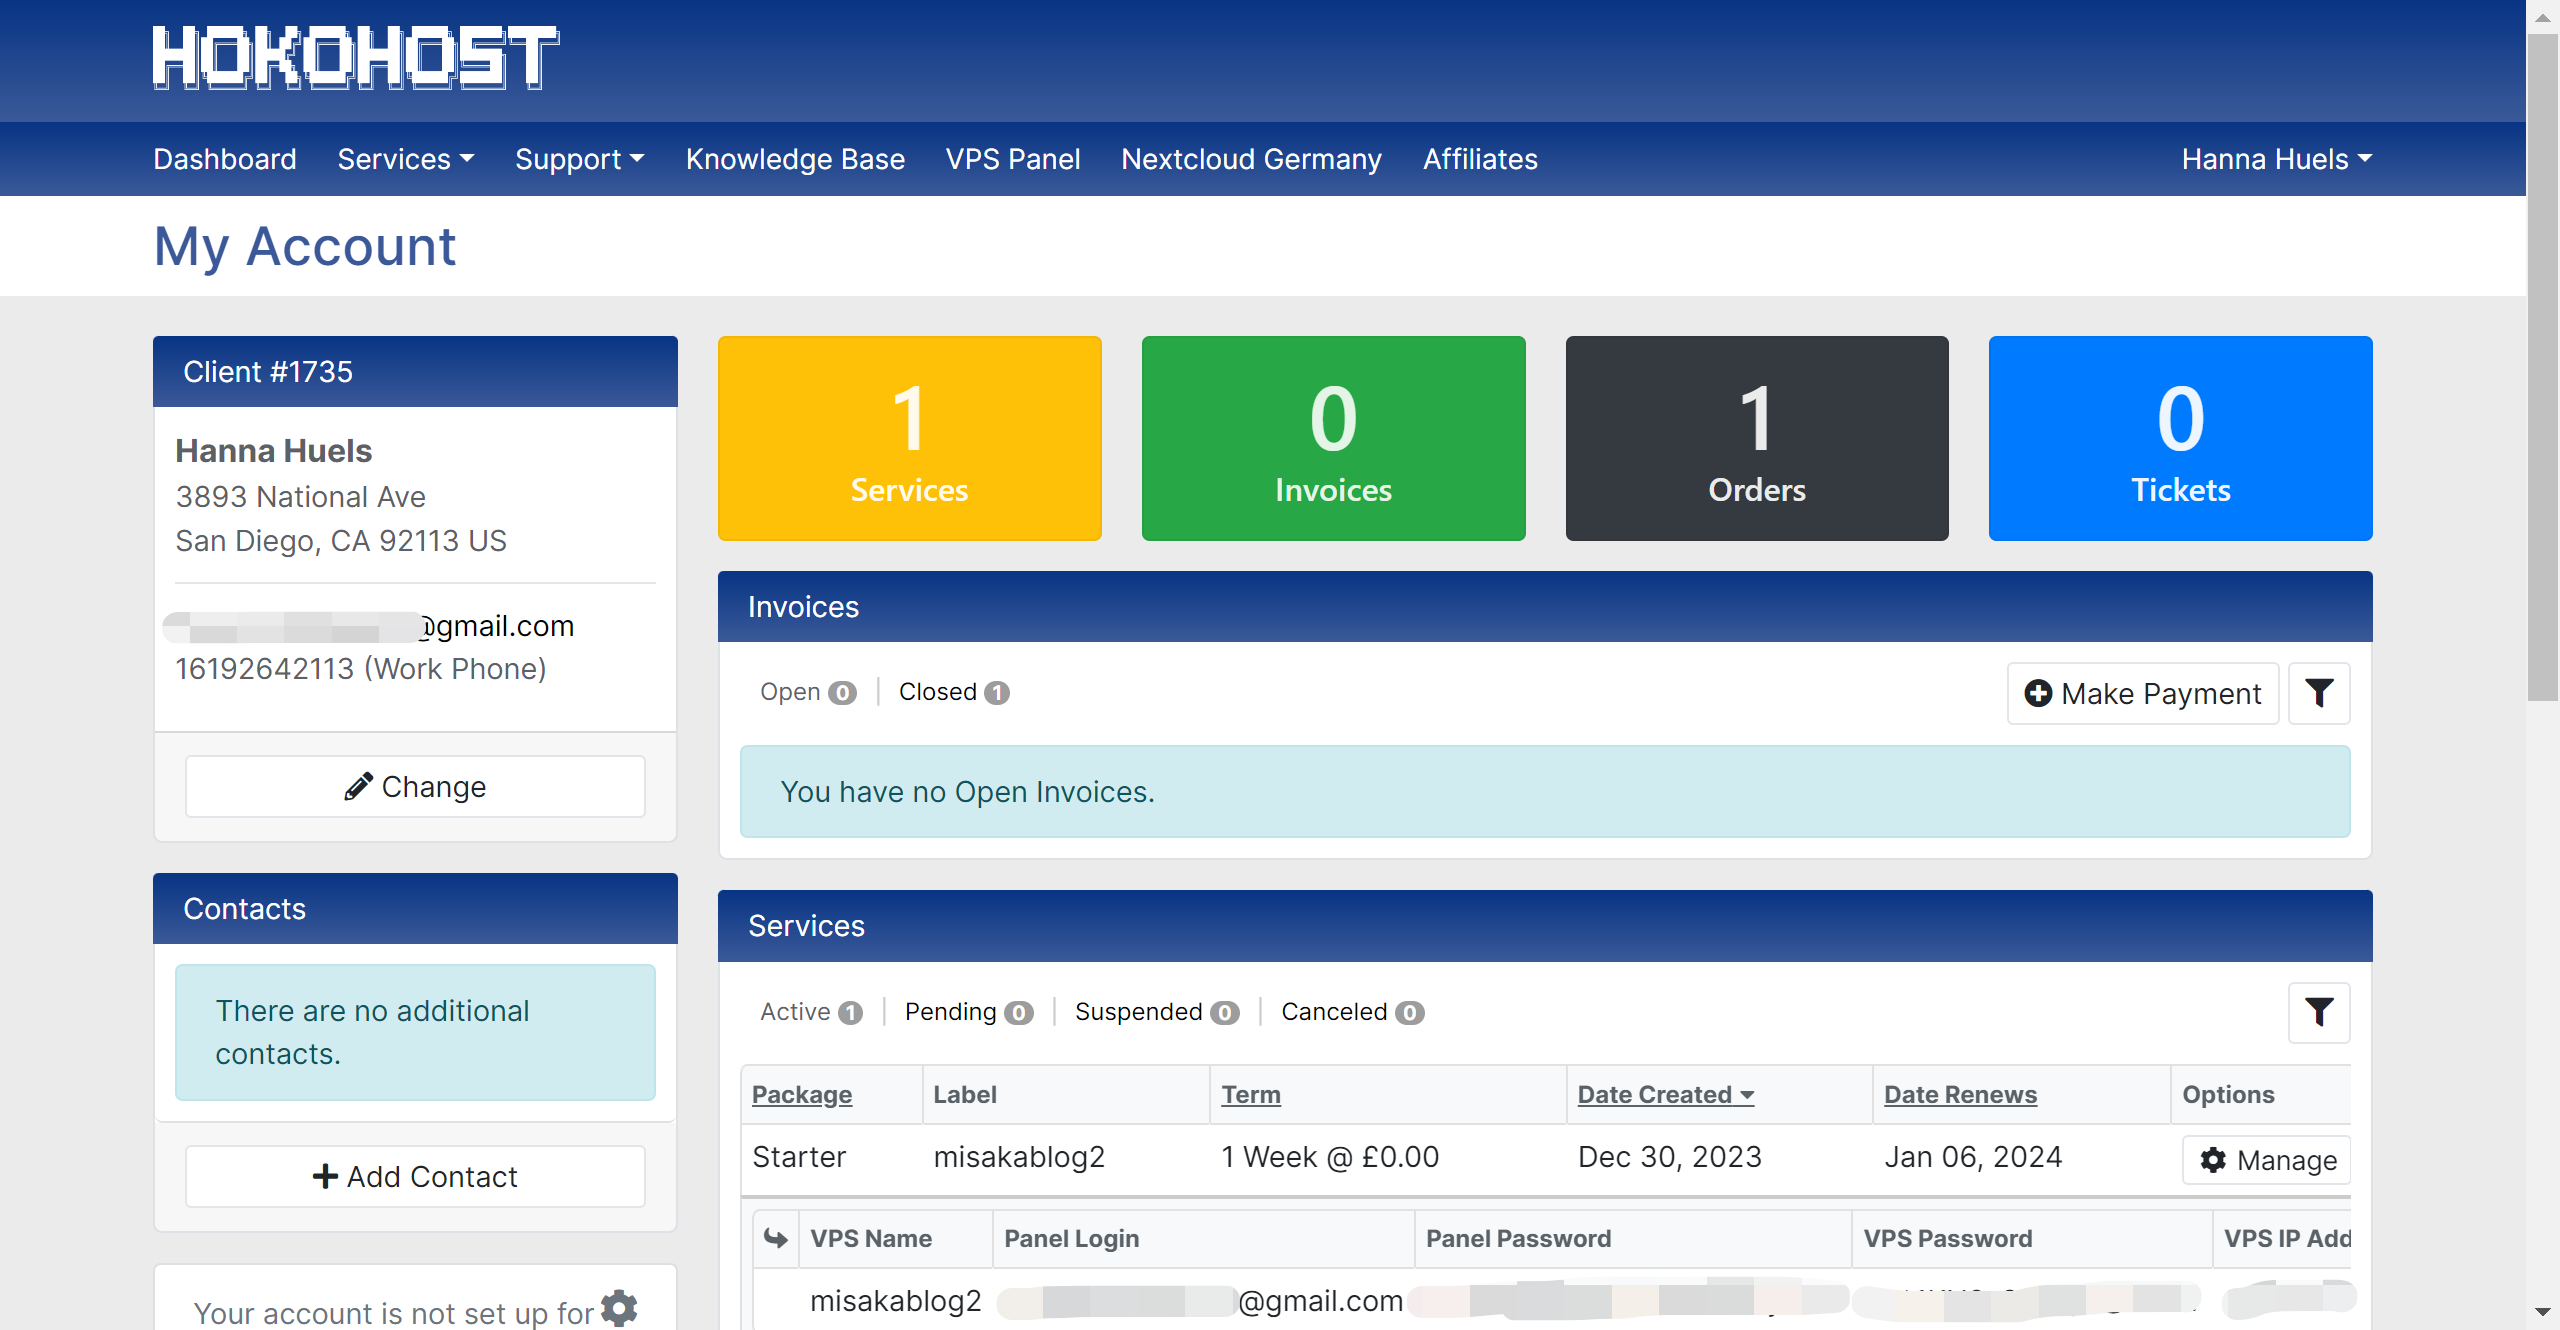 HOKOHOST
Dashboard Services Support Knowledge Base VPS Panel Nextcloud Germany Affiliates Hanna Huels
My Account
Client #1735
Hanna Huels
3893 National Ave
San Diego, CA 92113 US
@gmail.com
16192642113 (Work Phone)
Change
Contacts
There are no additional
contacts.
Add Contact
Your account is not set up for
1
Services
0
Invoices
1
Orders
0
Tickets
Invoices
Open 0 Closed 1 Make Payment
You have no Open Invoices.
Services
Active 1 Pending 0 Suspended 0 Canceled 0
Package Label Term Date Created Date Renews Options
Starter misakablog2 1 Week @ £0.00 Dec 30, 2023 Jan 06, 2024 Manage
VPS Name Panel Login Panel Password VPS Password VPS IP Add
misakablog2 @gmail.com